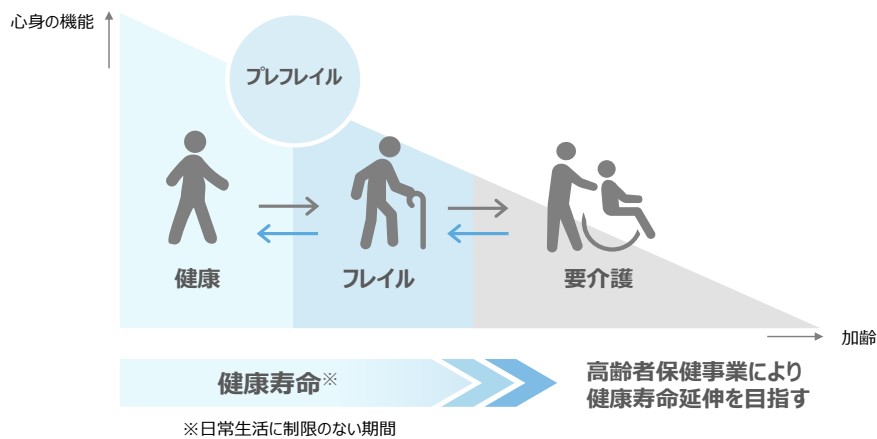 心身の機能
プレフレイル
健康
フレイル
要介護
加齢
健康寿命※
高齢者保健事業により
健康寿命延伸を目指す
※日常生活に制限のない期間